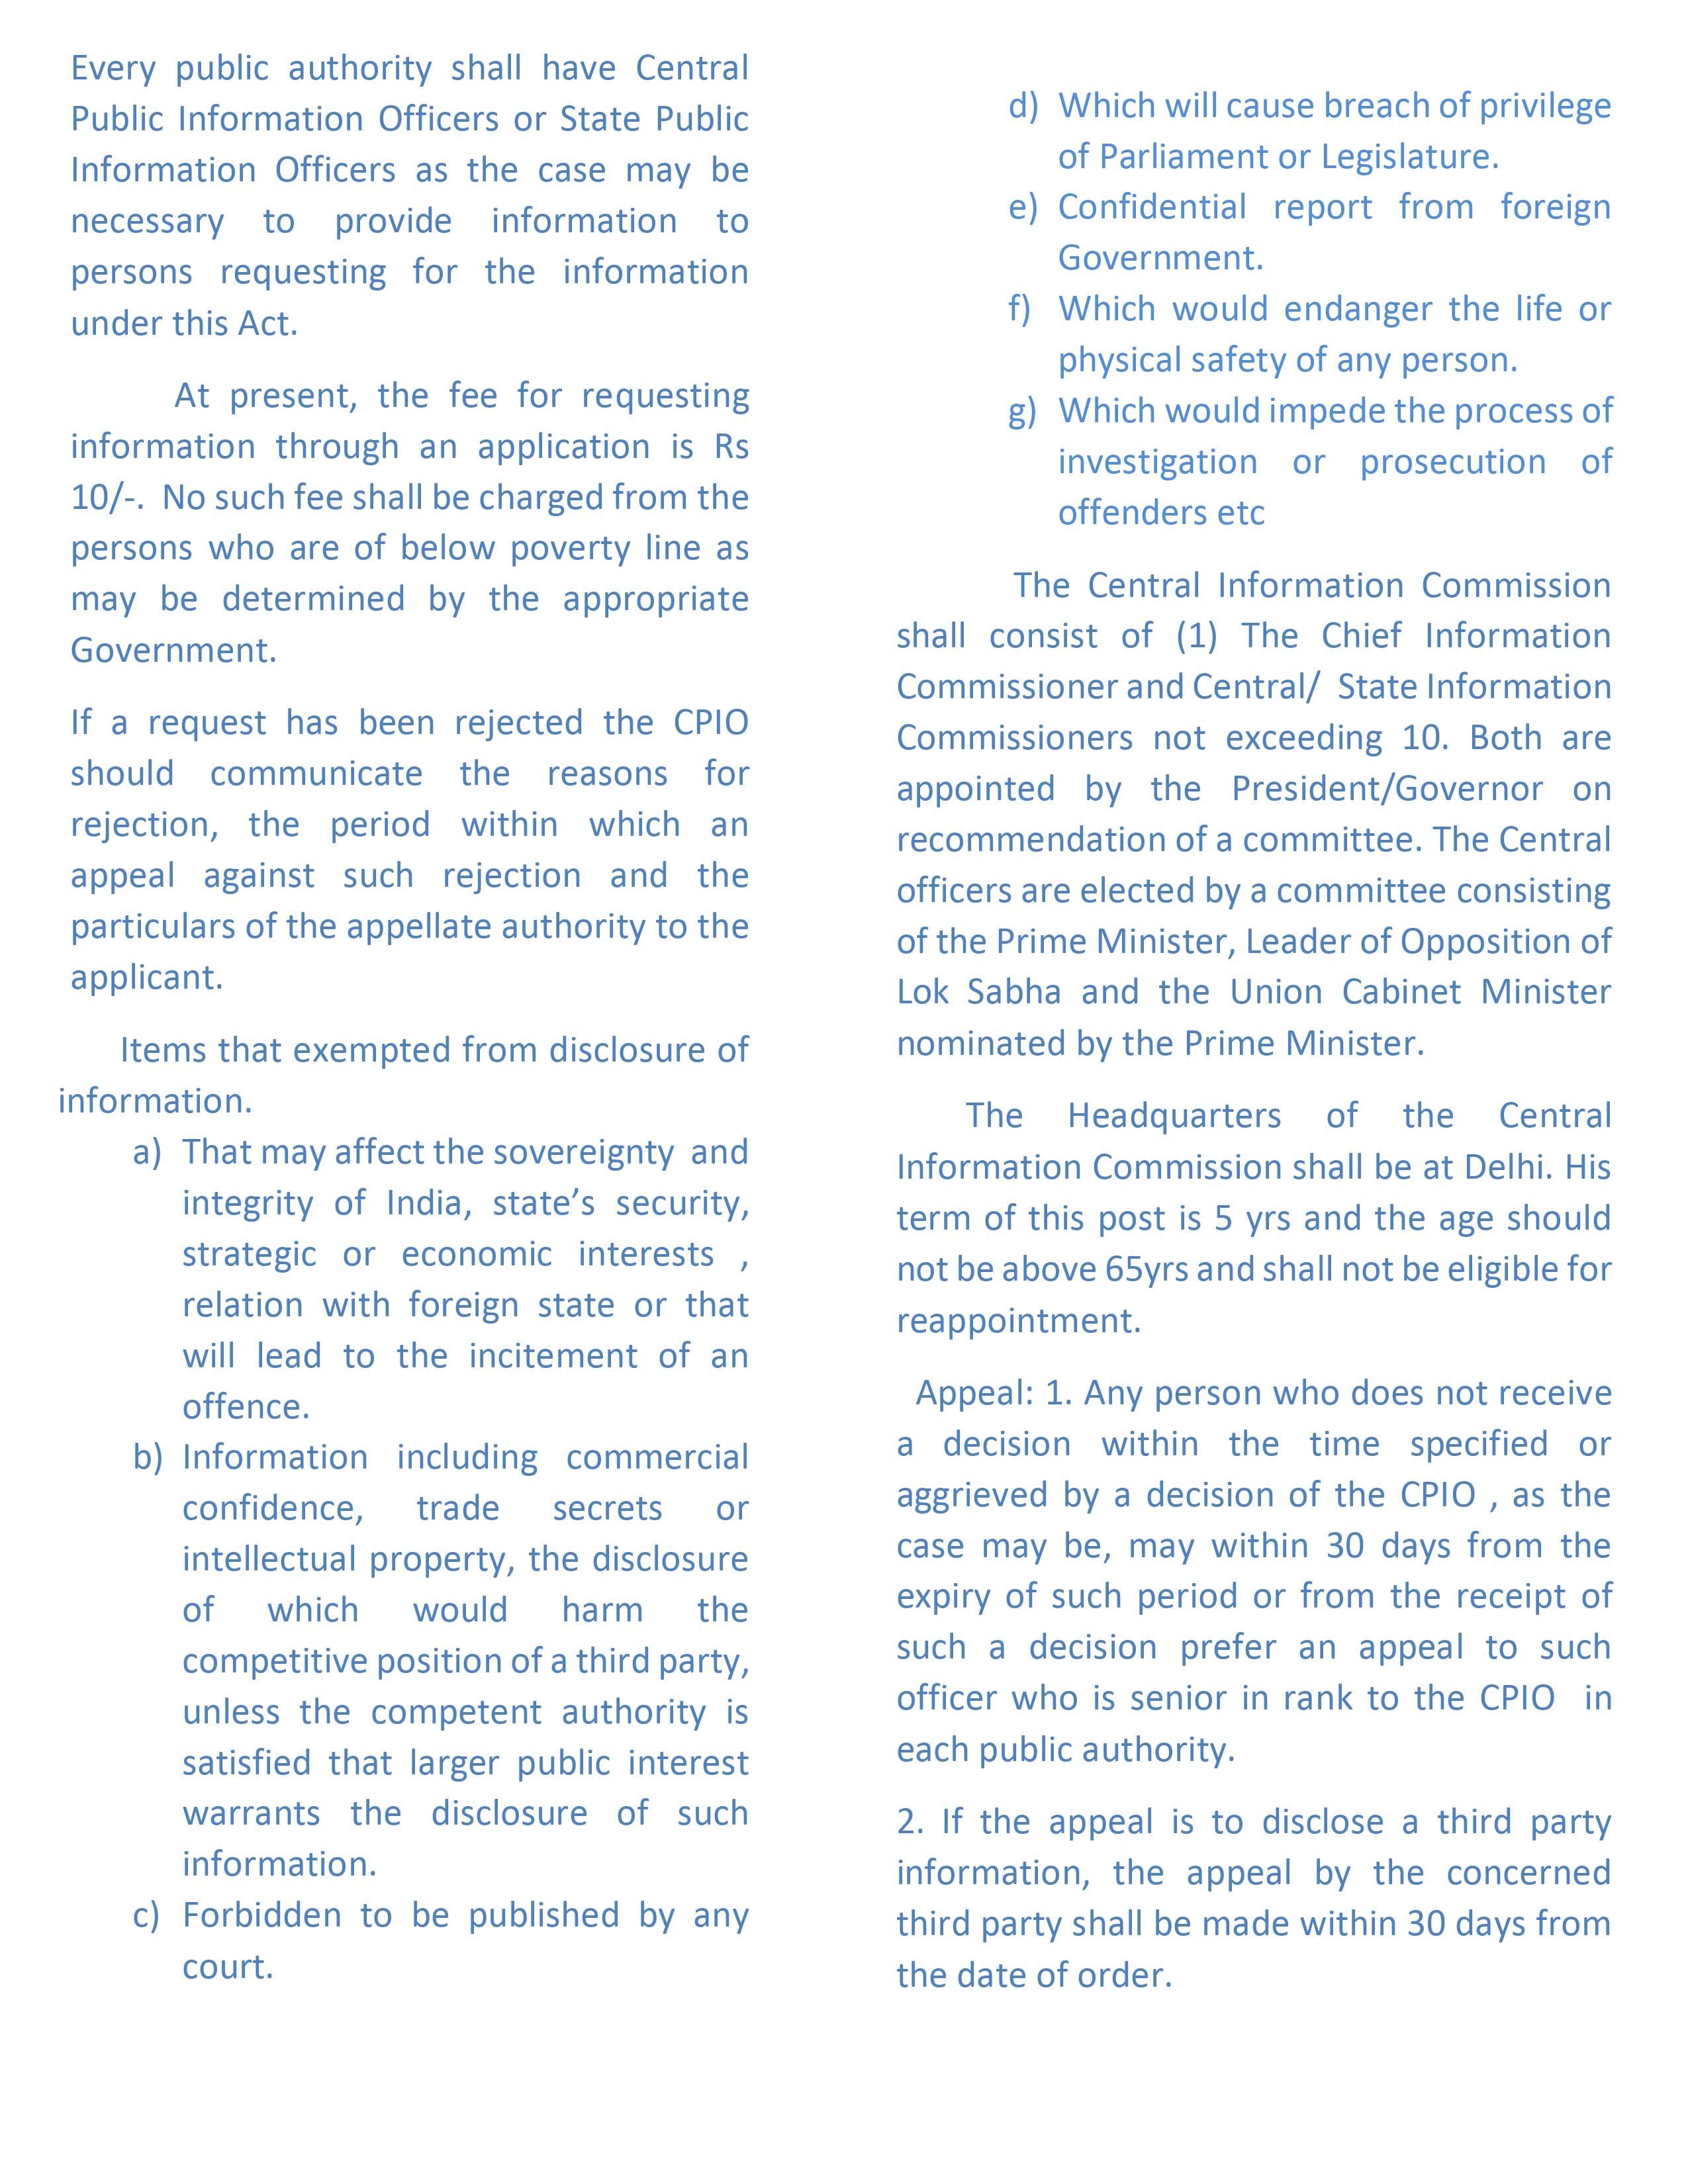 Every public authority shall have Central
Public Information Officers or State Public
Information Officers as the case may be
necessary to provide information to
persons requesting for the information
under this Act.
At present, the fee for requesting
information through an application is Rs
10/-. No such fee shall be charged from the
persons who are of below poverty line as
may be determined by the appropriate
Government.
If a request has been rejected the CPIO
should communicate the reasons for
rejection, the period within which an
appeal against such rejection and the
particulars of the appellate authority to the
applicant.
Items that exempted from disclosure of
information.
a) That may affect the sovereignty and
integrity of India, state’s security,
strategic or economic interests ,
relation with foreign state or that
will lead to the incitement of an
offence.
b) Information including commercial
confidence, trade secrets or
intellectual property, the disclosure
of which would harm the
competitive position of a third party,
unless the competent authority is
satisfied that larger public interest
warrants the disclosure of such
information.
c) Forbidden to be published by any
court.
d) Which will cause breach of privilege
of Parliament or Legislature.
e) Confidential report from foreign
Government.
f) Which would endanger the life or
physical safety of any person.
g) Which would impede the process of
investigation or prosecution of
offenders etc
The Central Information Commission
shall consist of (1) The Chief Information
Commissioner and Central/ State Information
Commissioners not exceeding 10. Both are
appointed by the President/Governor on
recommendation of a committee. The Central
officers are elected by a committee consisting
of the Prime Minister, Leader of Opposition of
Lok Sabha and the Union Cabinet Minister
nominated by the Prime Minister.
The Headquarters of the Central
Information Commission shall be at Delhi. His
term of this post is 5 yrs and the age should
not be above 65yrs and shall not be eligible for
reappointment.
Appeal: 1. Any person who does not receive
a decision within the time specified or
aggrieved by a decision of the CPIO , as the
case may be, may within 30 days from the
expiry of such period or from the receipt of
such a decision prefer an appeal to such
officer who is senior in rank to the CPIO in
each public authority.
2. If the appeal is to disclose a third party
information, the appeal by the concerned
third party shall be made within 30 days from
the date of order.